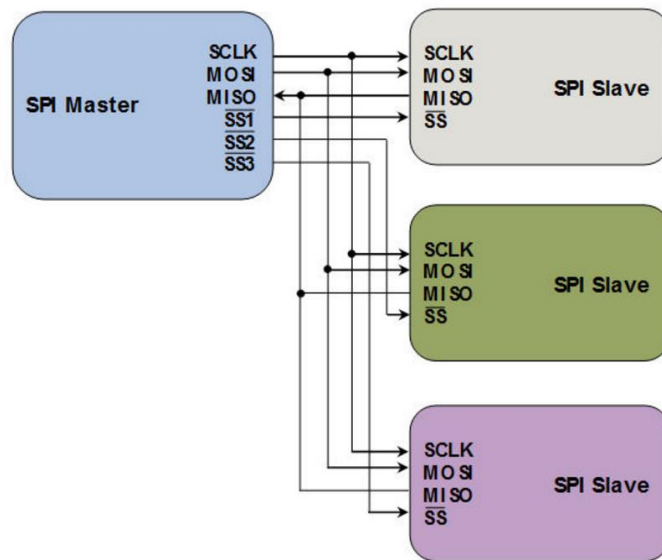 SPI Master
SCLK
MOSI
MISO
SS1
SS2
SS3
SCLK
MOSI
MISO
SS
SPI Slave
SCLK
MOSI
MISO
SS
SPI Slave
SCLK
MOSI
MISO
SS
SPI Slave